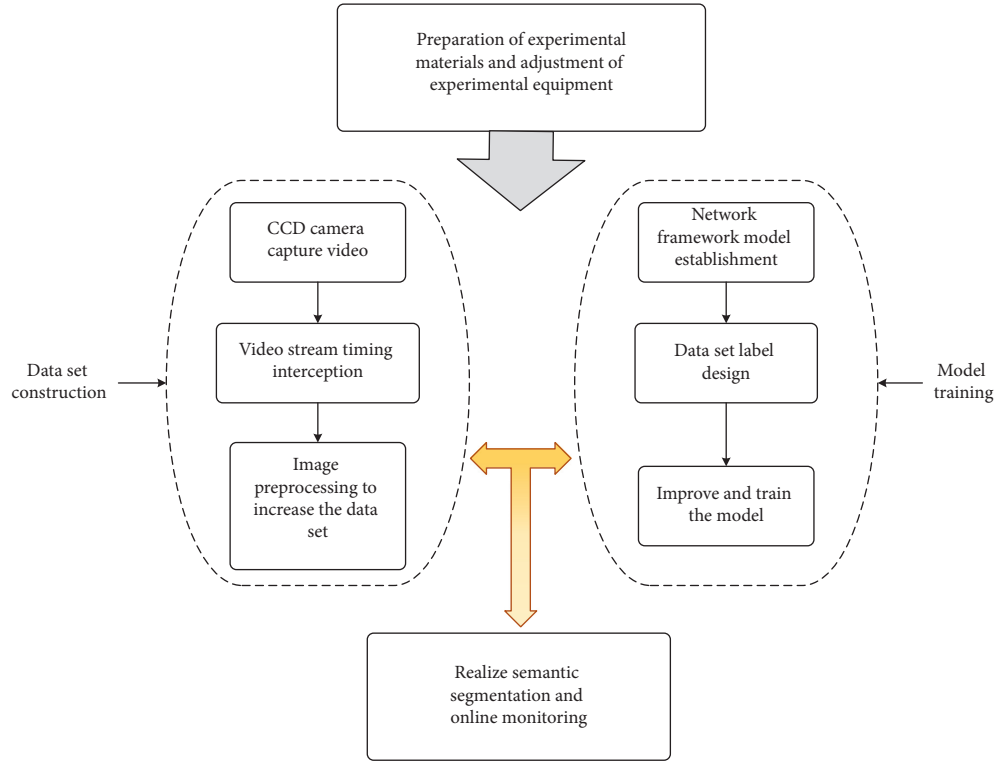 Preparation of experimental
materials and adjustment of
experimental equipment
CCD camera
capture video
Video stream timing
interception
Image
preprocessing to
increase the data
set
Data set
construction
Network
framework model
establishment
Data set label
design
Improve and train
the model
Model
training
Realize semantic
segmentation and
online monitoring